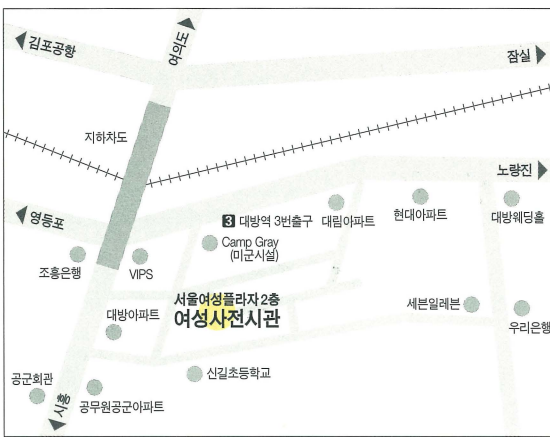 김포공항
여의도
잠실
지하차도
노량진
영등포
3 대방역 3번출구
대림아파트
현대아파트
대방웨딩홀
Camp Gray
(미군시설)
조흥은행
VIPS
서울여성플라자 2층
여성사전시관
대방아파트
세븐일레븐
우리은행
신길초등학교
공군회관
시흥
공무원공군아파트